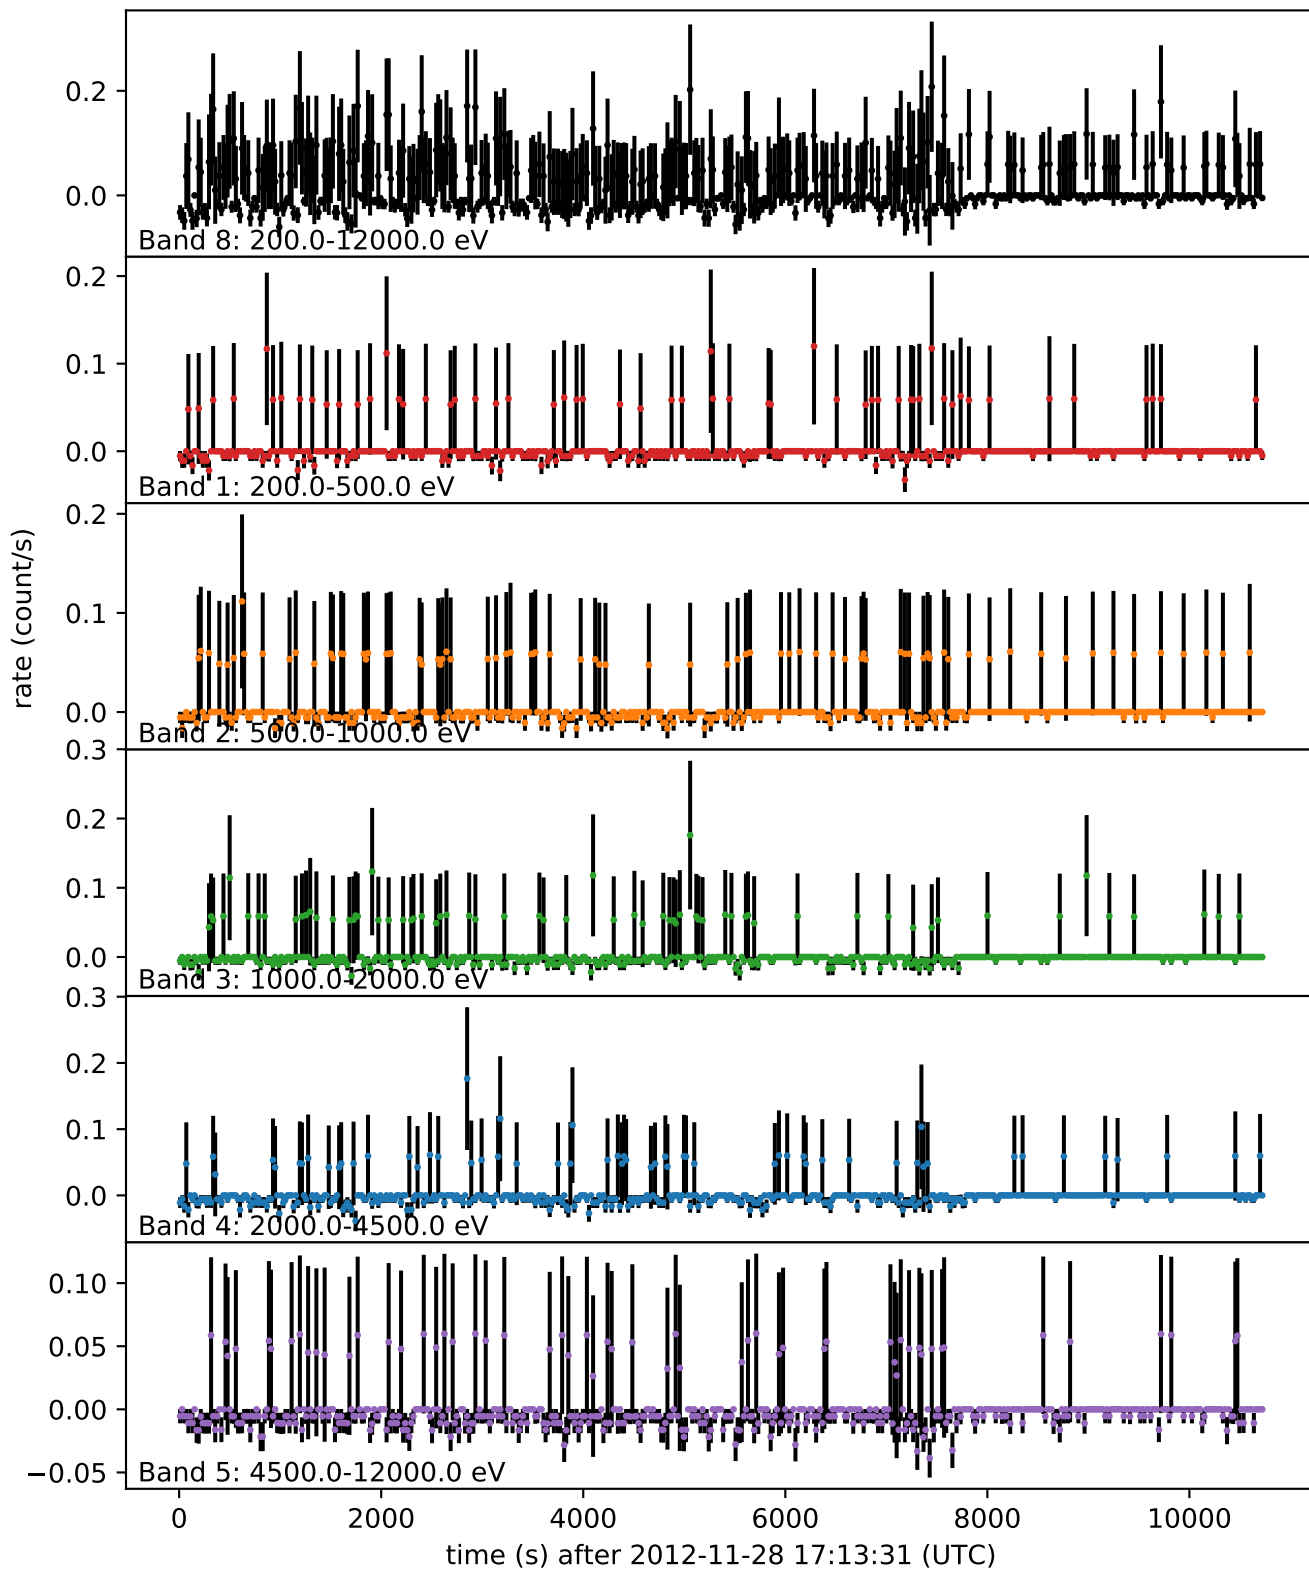 0.2
0.0
Band 8: 200.0-12000.0 eV
0.2
0.1
0.0
Band 1: 200.0-500.0 eV
0.2
0.1
0.0
Band 2: 500.0-1000.0 eV
rate (count/s)
0.3
0.2
0.1
0.0
Band 3: 1000.0-2000.0 eV
0.3
0.2
0.1
0.0
Band 4: 2000.0-4500.0 eV
0.10
0.05
0.00
−0.05
Band 5: 4500.0-12000.0 eV
0 2000 4000 6000 8000 10000
time (s) after 2012-11-28 17:13:31 (UTC)